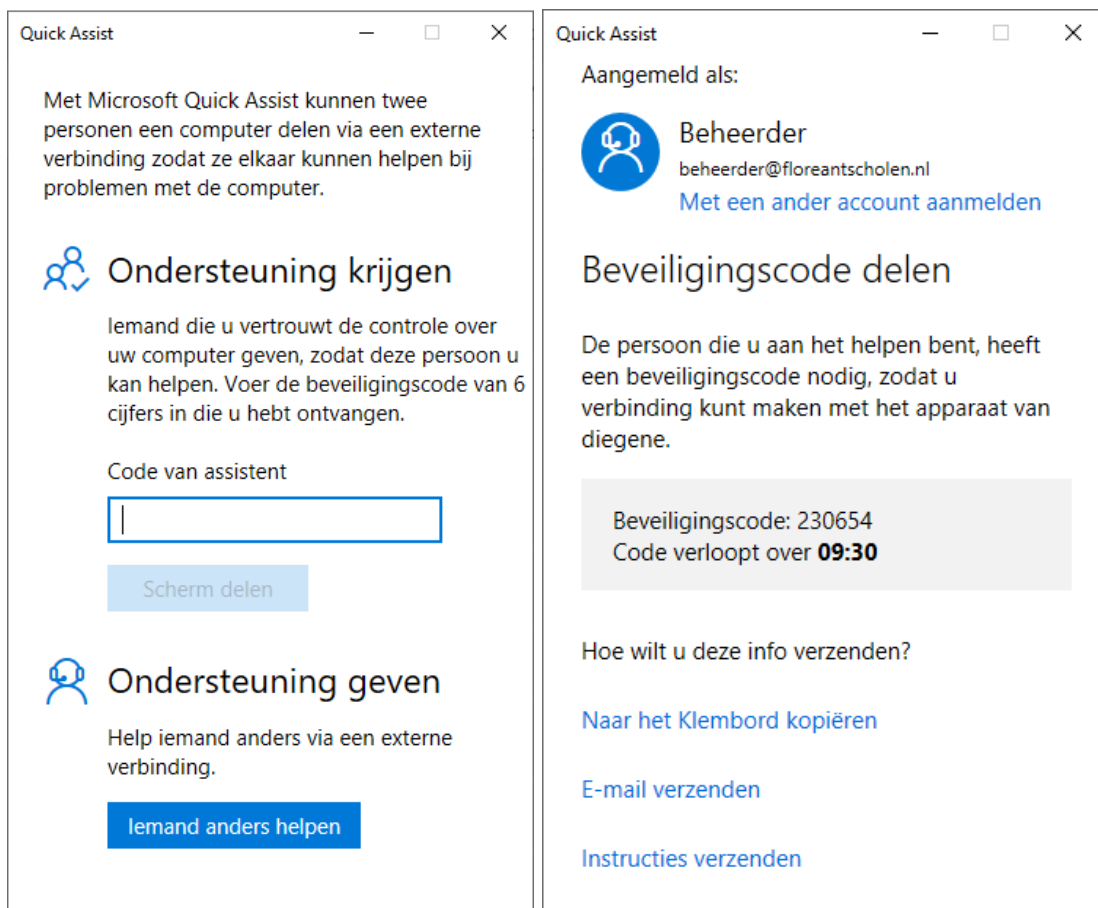 Quick Assist
Met Microsoft Quick Assist kunnen twee
personen een computer delen via een externe
verbinding zodat ze elkaar kunnen helpen bij
problemen met de computer.
Ondersteuning krijgen
Iemand die u vertrouwt de controle over
uw computer geven, zodat deze persoon u
kan helpen. Voer de beveiligingscode van 6
cijfers in die u hebt ontvangen.
Code van assistent
Scherm delen
Ondersteuning geven
Help iemand anders via een externe
verbinding.
Iemand anders helpen
Quick Assist
Aangemeld als:
Beheerder
beheerder@floreantscholen.nl
Met een ander account aanmelden
Beveiligingscode delen
De persoon die u aan het helpen bent, heeft
een beveiligingscode nodig, zodat u
verbinding kunt maken met het apparaat van
diegene.
Beveiligingscode: 230654
Code verloopt over 09:30
Hoe wilt u deze info verzenden?
Naar het Klembord kopiëren
E-mail verzenden
Instructies verzenden